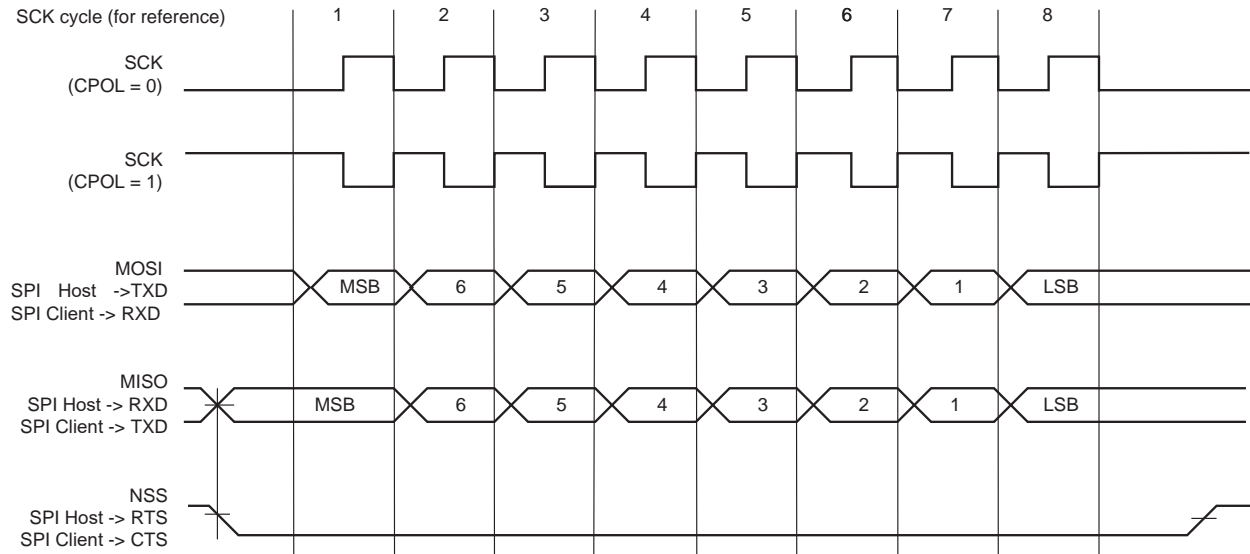 SCK cycle (for reference) 1 2 3 4 5 6 7 8
SCK
(CPOL = 0)
SCK
(CPOL = 1)
MOSI
SPI Host ->TXD
SPI Client -> RXD
MSB 6 5 4 3 2 1 LSB
MISO
SPI Host -> RXD
SPI Client -> TXD
MSB 6 5 4 3 2 1 LSB
NSS
SPI Host -> RTS
SPI Client -> CTS